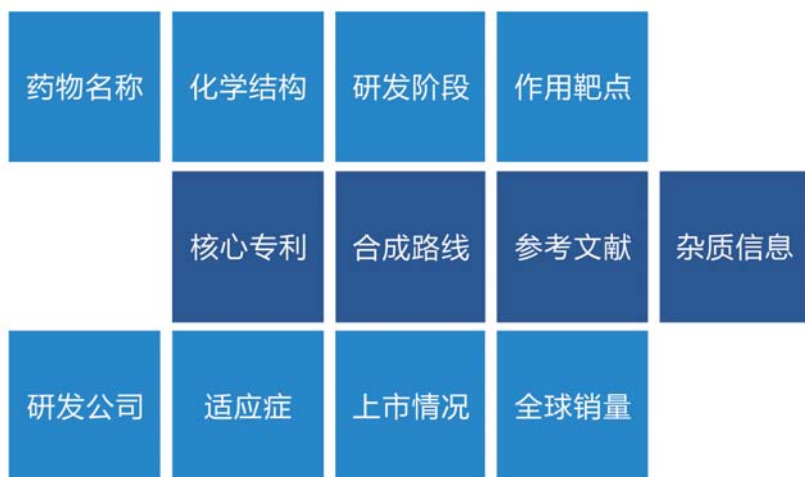 药物名称 化学结构 研发阶段 作用靶点
核心专利 合成路线 参考文献 杂质信息
研发公司 适应症 上市情况 全球销量